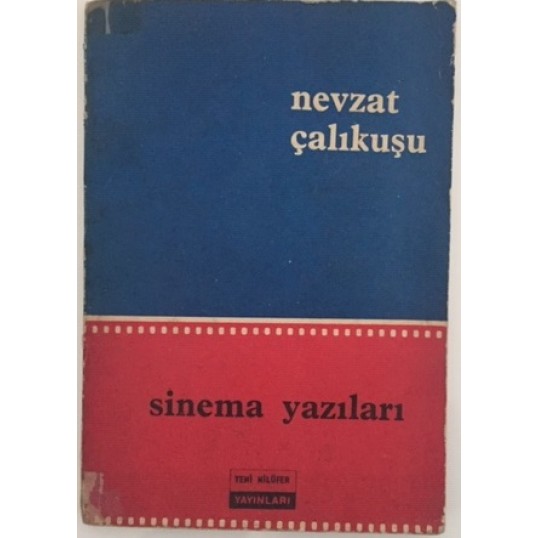 nevzat
çalıkuşu
sinema yazıları
YENİ NİLÜFER
YAYINLARI